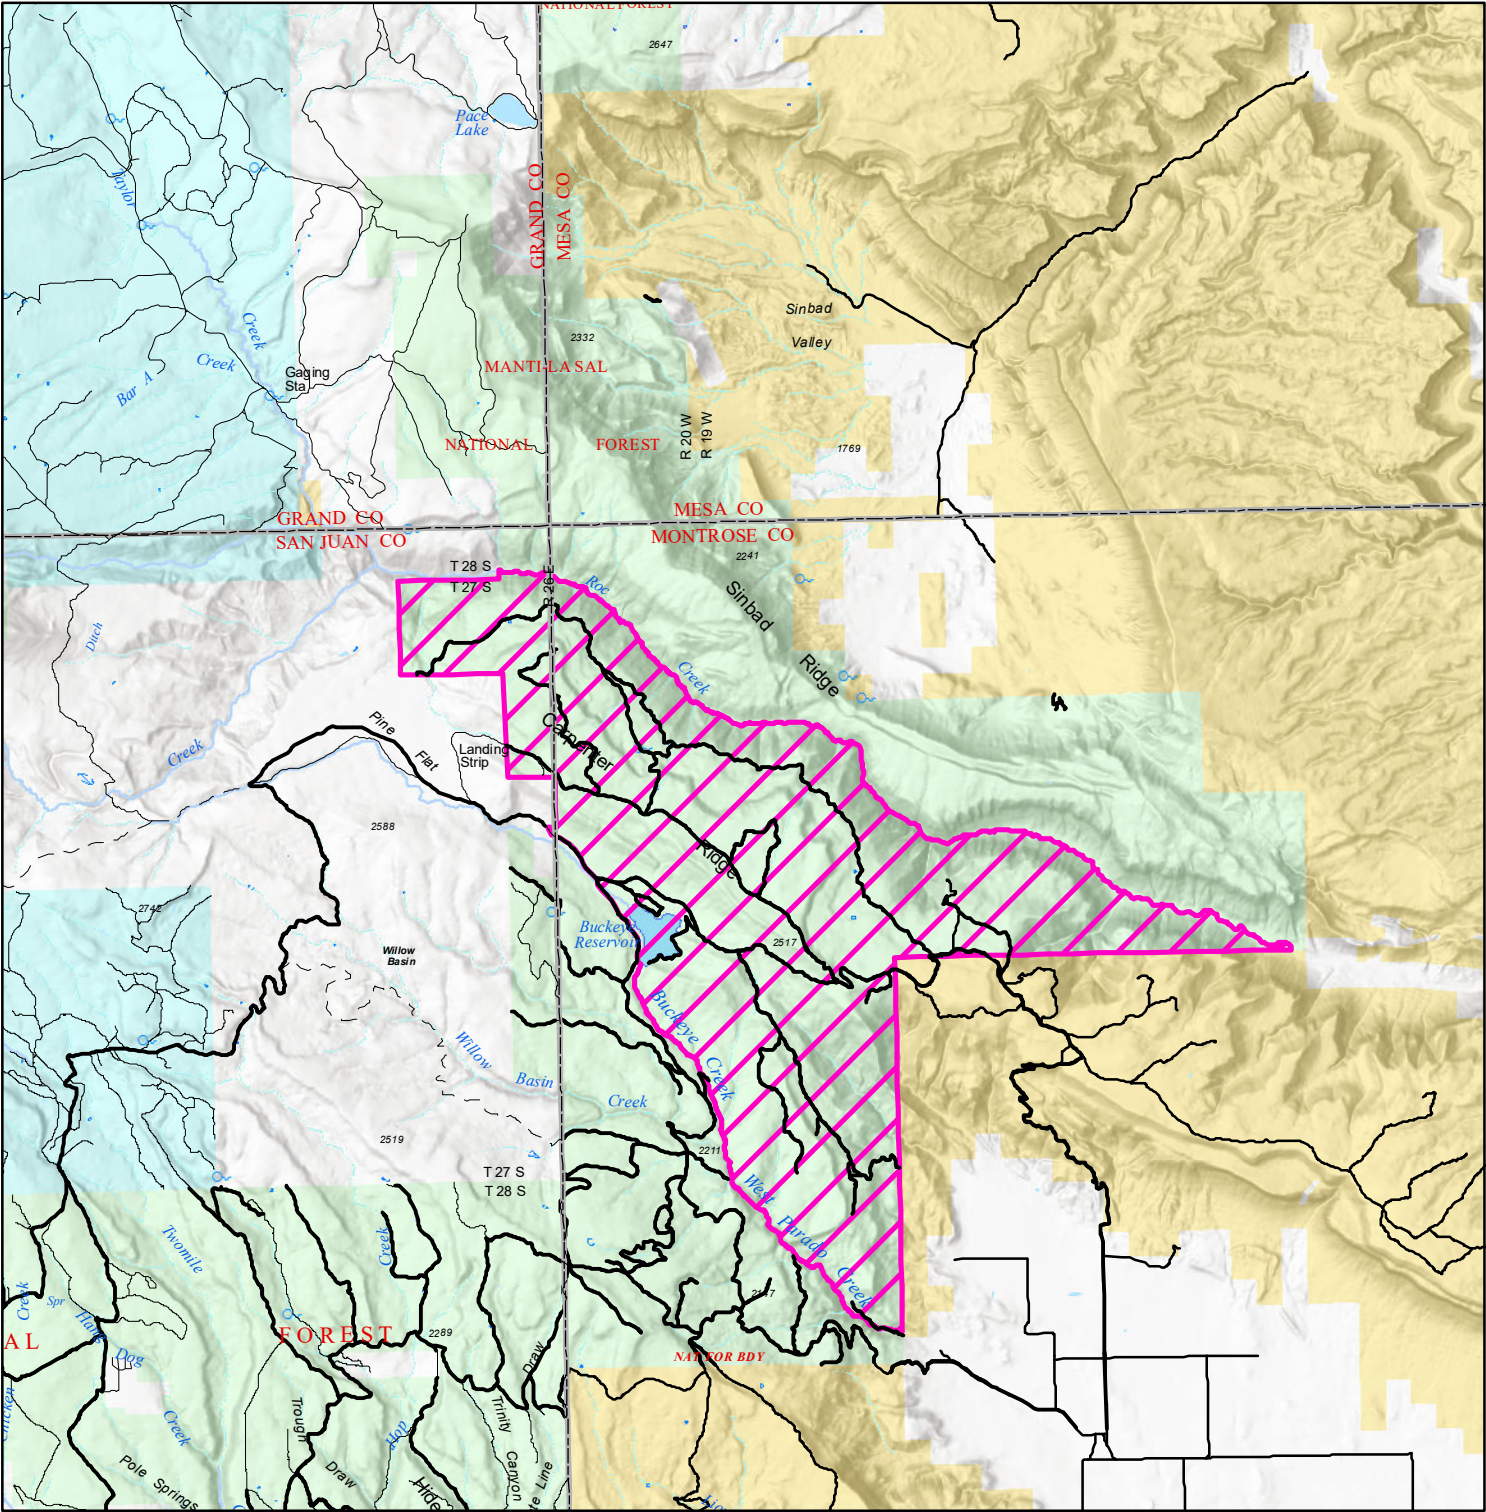 NATIONAL FOREST
2647
Pace
Lake
Taylor
Creek
GRAND CO
MESA CO
Sinbad
Valley
2332
Creek
Bar A
Gaging
Sta
MANTI-LA SAL
NATIONAL
FOREST
R 20 W
R 19 W
1769
GRAND CO
SAN JUAN CO
MESA CO
MONTROSE CO
2241
T 28 S
T 27 S
R 26 E
Roc
Creek
Sinbad
Ridge
Ditch
Creek
Pine
Flat
Landing
Strip
Carpenter
Ridge
2588
2742
Willow
Basin
Buckeye
Reservoir
2517
Buckeye
Creek
Willow
Basin
Creek
2519
2211
T 27 S
T 28 S
West
Paradox
Creek
Twomile
Creek
Creek
Spr
Hang
Dog
Creek
AL
FOREST
2289
2147
NAT FOR BDY
Draw
Chicken
Trough
Draw
Hop
Trinity
Canyon
Pole Springs
Hide
te Line